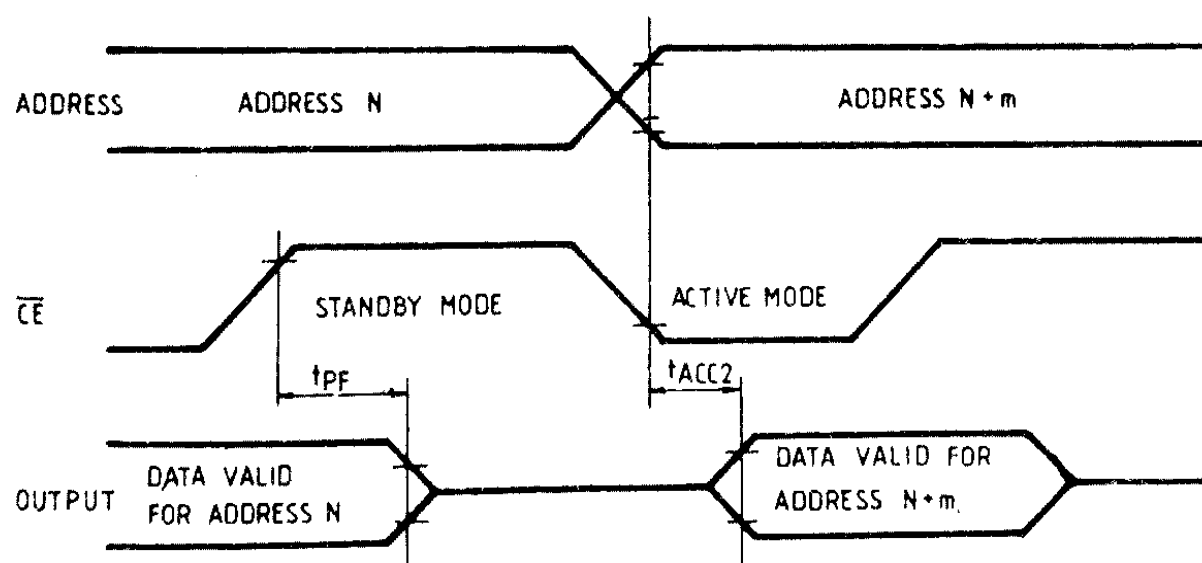 ADDRESS
ADDRESS N
ADDRESS N+m
CE
STANDBY MODE
ACTIVE MODE
tPF
tACC2
OUTPUT
DATA VALID
FOR ADDRESS N
DATA VALID FOR
ADDRESS N+m